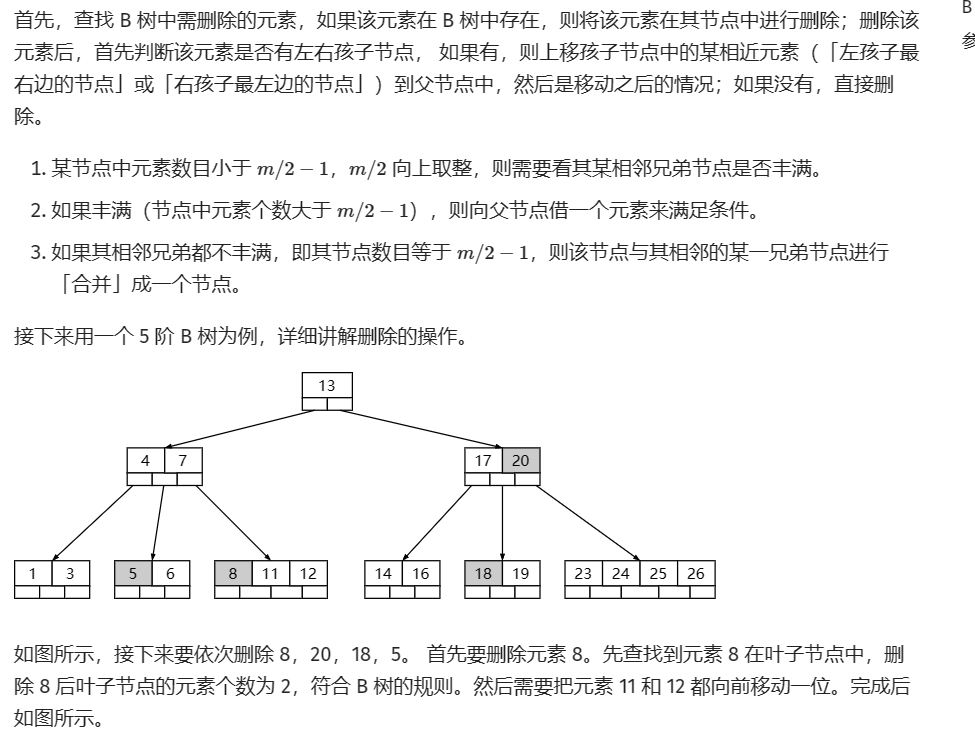 首先，查找 B 树中需删除的元素，如果该元素在 B 树中存在，则将该元素在其节点中进行删除；删除该
元素后，首先判断该元素是否有左右孩子节点， 如果有，则上移孩子节点中的某相近元素（「左孩子最
右边的节点」或「右孩子最左边的节点」）到父节点中，然后是移动之后的情况；如果没有，直接删
除。
1. 某节点中元素数目小于 m/2 − 1，m/2 向上取整，则需要看其某相邻兄弟节点是否丰满。
2. 如果丰满（节点中元素个数大于 m/2 − 1），则向父节点借一个元素来满足条件。
3. 如果其相邻兄弟都不丰满，即其节点数目等于 m/2 − 1，则该节点与其相邻的某一兄弟节点进行
「合并」成一个节点。
接下来用一个 5 阶 B 树为例，详细讲解删除的操作。
13
4 7 17 20
1 3 5 6 8 11 12 14 16 18 19 23 24 25 26
如图所示，接下来要依次删除 8，20，18，5。 首先要删除元素 8。先查找到元素 8 在叶子节点中，删
除 8 后叶子节点的元素个数为 2，符合 B 树的规则。然后需要把元素 11 和 12 都向前移动一位。完成后
如图所示。
B